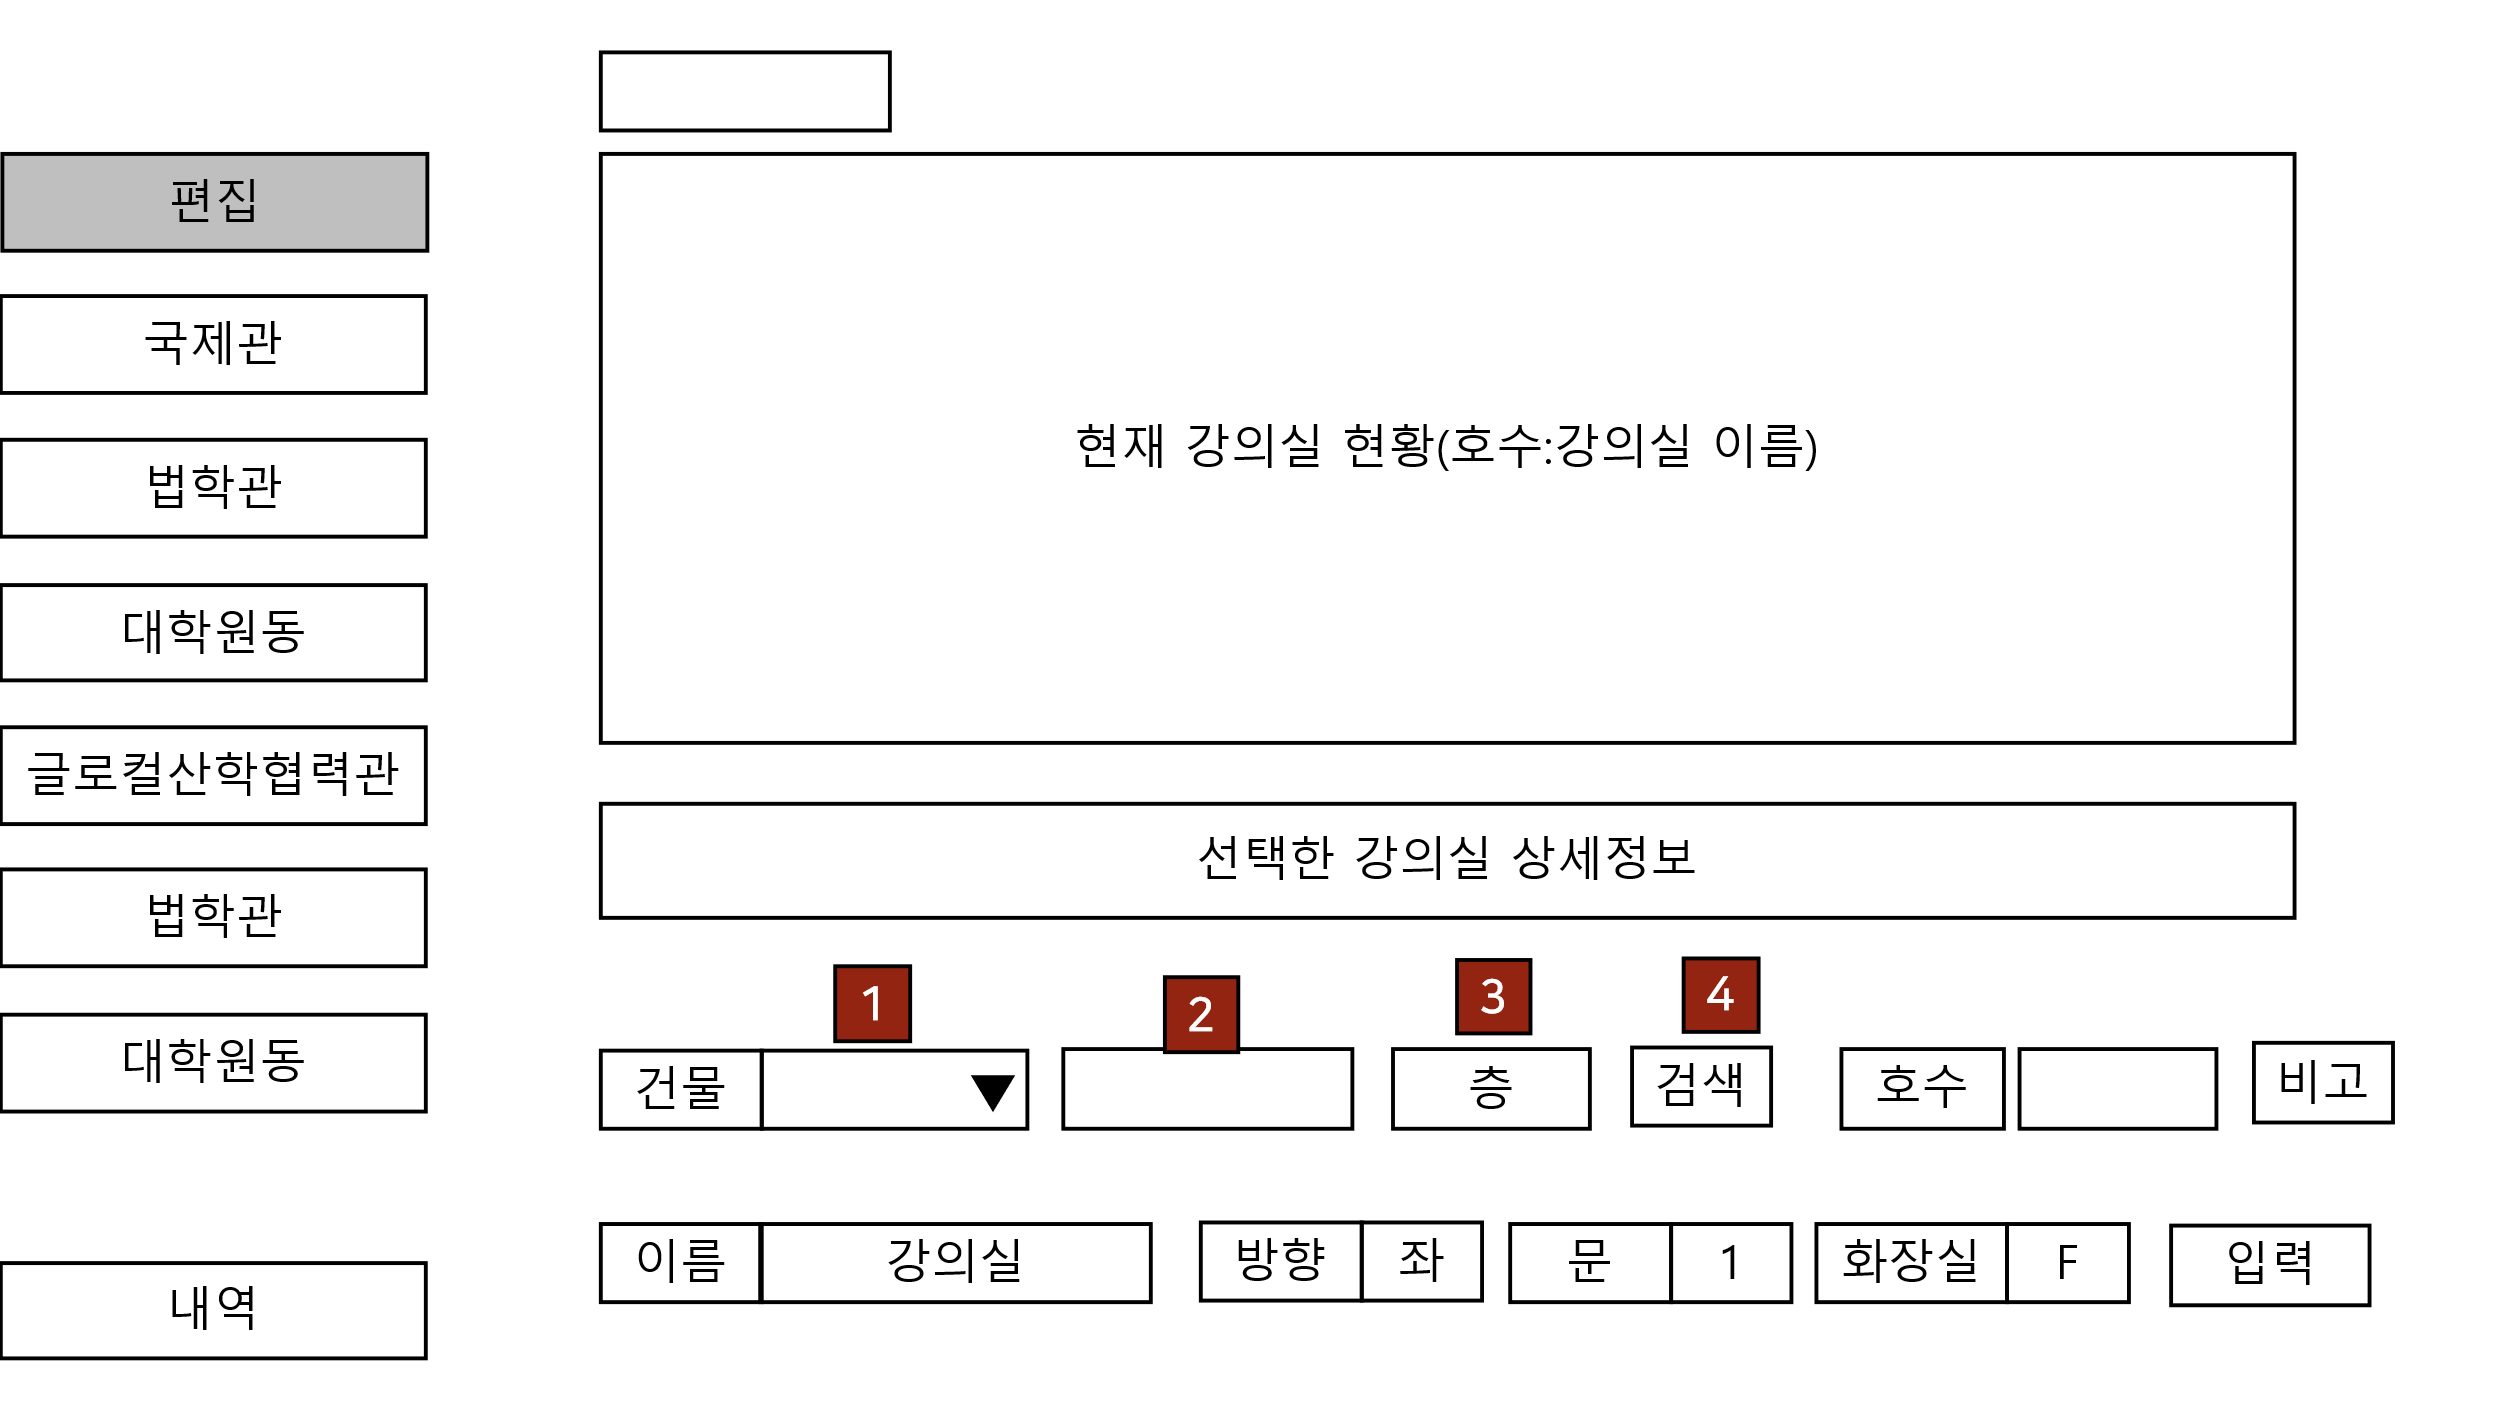 편집
국제관
법학관
대학원동
글로컬산학협력관
법학관
대학원동
내역
현재 강의실 현황(호수:강의실 이름)
선택한 강의실 상세정보
1 2 3 4
건물 ▼ 층 검색 호수 비고
이름 강의실 방향 좌 문 1 화장실 F 입력